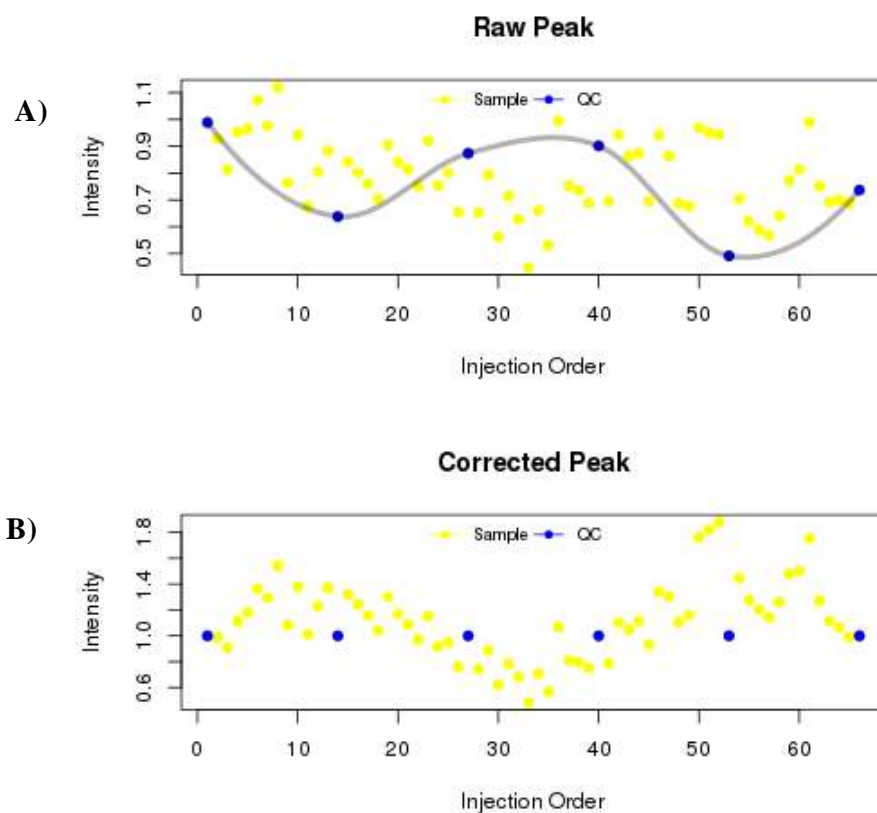 Raw Peak
A)
Sample QC
1.1
0.9
0.7
0.5
Intensity
0 10 20 30 40 50 60
Injection Order
Corrected Peak
B)
Sample QC
1.8
1.4
1.0
0.6
Intensity
0 10 20 30 40 50 60
Injection Order